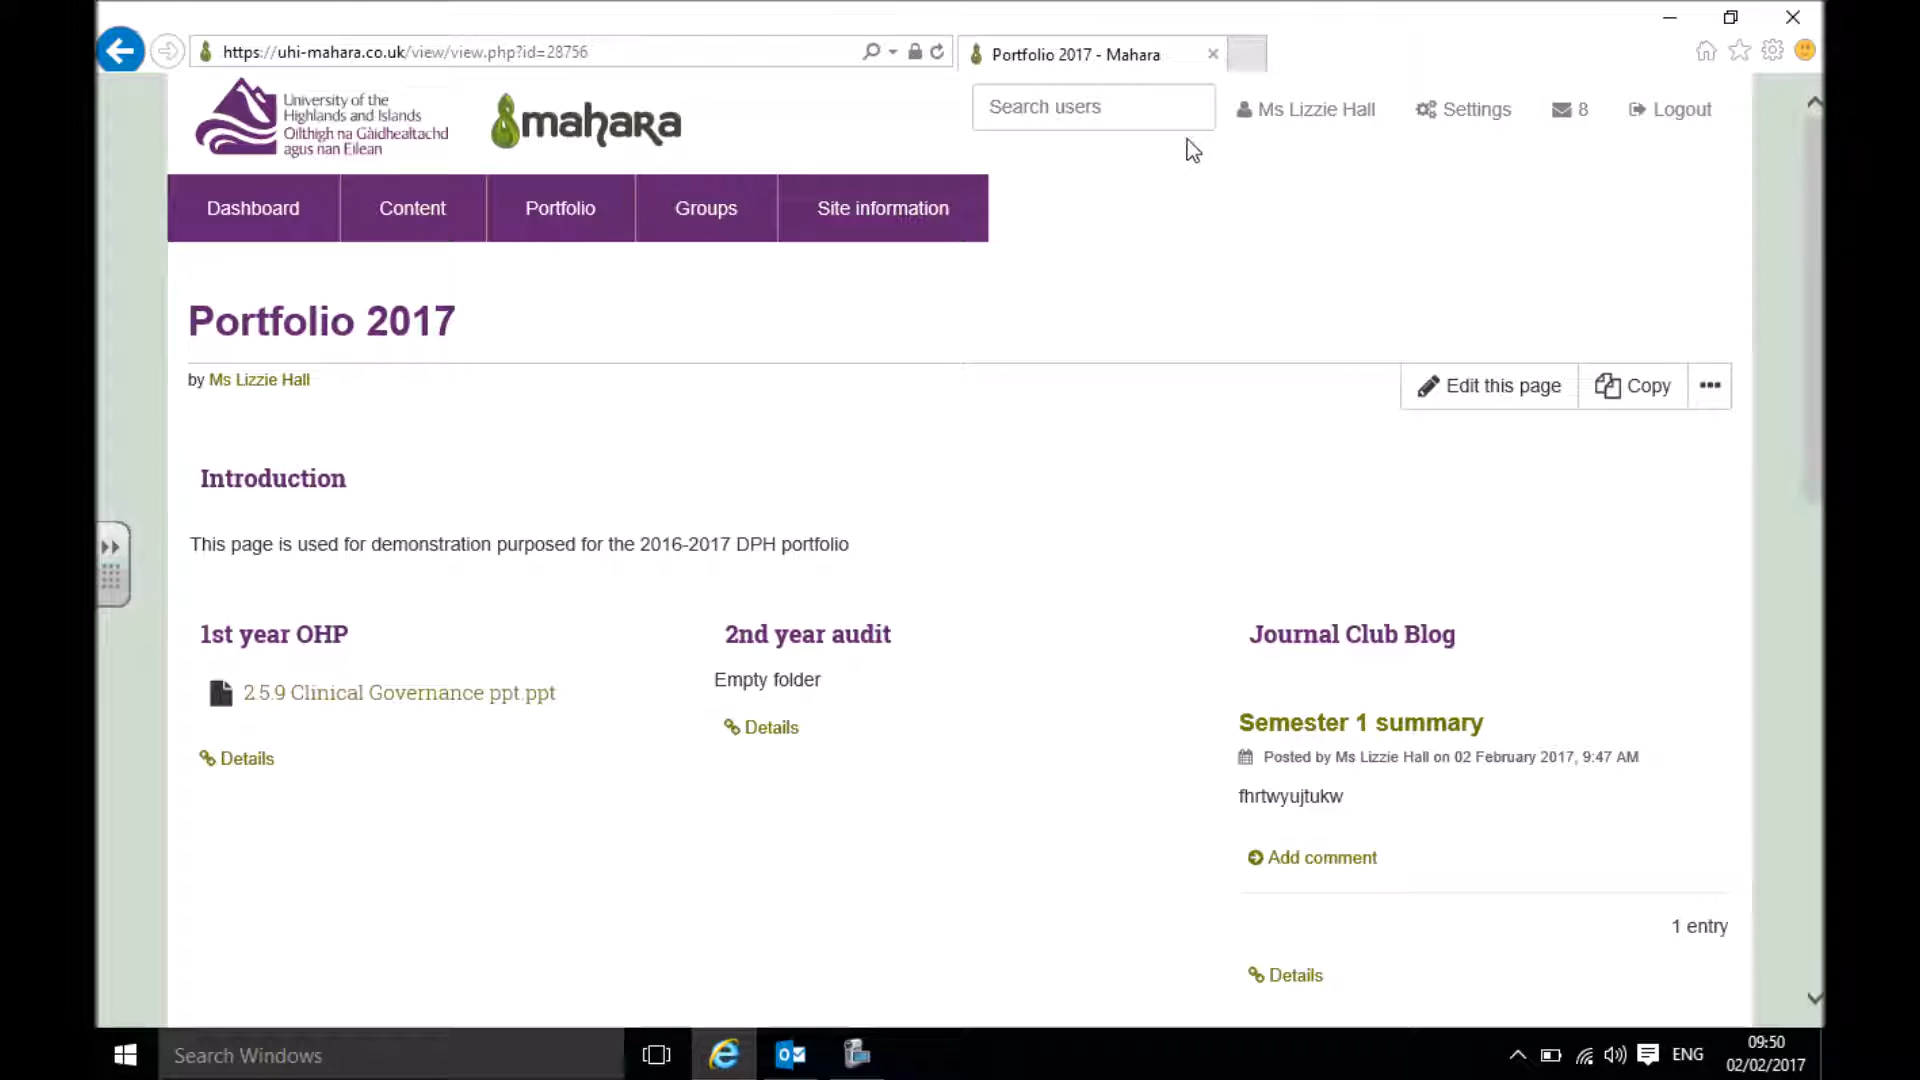 https://uhi-mahara.co.uk/view/view.php?id=28756
Portfolio 2017 - Mahara
University of the
Highlands and Islands
Oilthigh na Gàidhealtachd
agus nan Eilean
mahara
Search users
Ms Lizzie Hall
Settings
8
Logout
Dashboard
Content
Portfolio
Groups
Site information
Portfolio 2017
by Ms Lizzie Hall
Edit this page
Copy
Introduction
This page is used for demonstration purposed for the 2016-2017 DPH portfolio
1st year OHP
2.5.9 Clinical Governance ppt.ppt
Details
2nd year audit
Empty folder
Details
Journal Club Blog
Semester 1 summary
Posted by Ms Lizzie Hall on 02 February 2017, 9:47 AM
fhrtwyujtukw
Add comment
1 entry
Details
Search Windows
ENG
09:50
02/02/2017